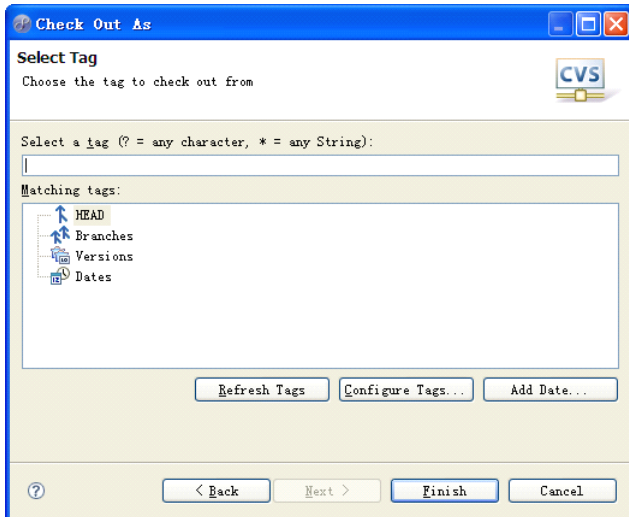 Check Out As
Select Tag
Choose the tag to check out from
CVS
Select a tag (? = any character, * = any String):
Matching tags:
HEAD
Branches
Versions
Dates
Refresh Tags Configure Tags... Add Date...
? < Back Next > Finish Cancel